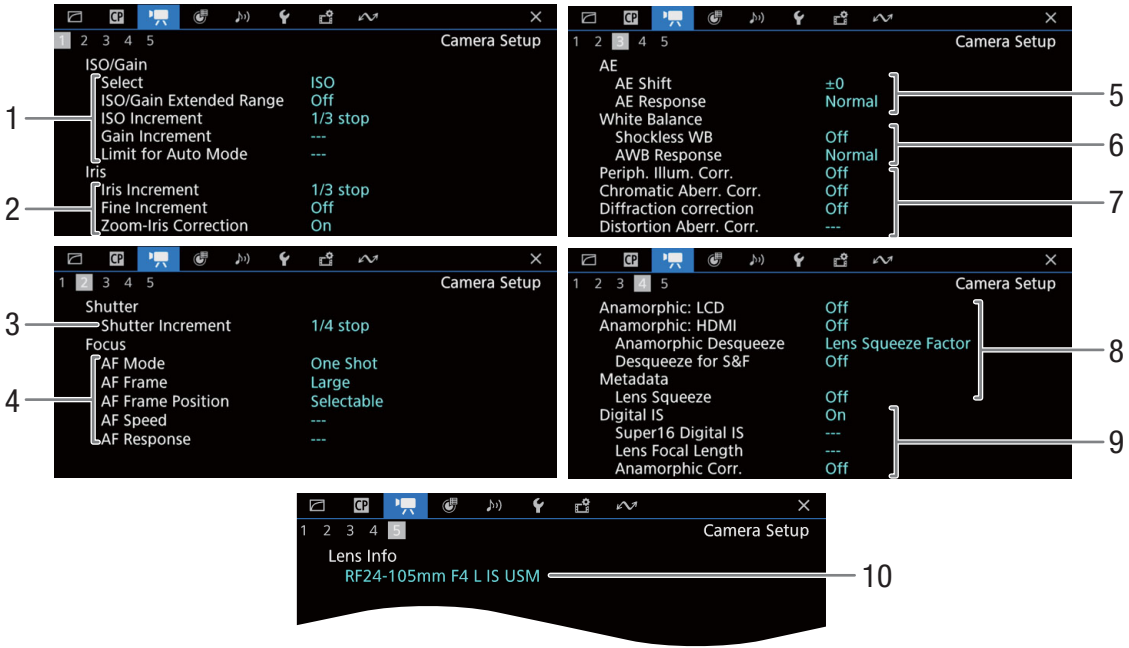 CP
×
1 2 3 4 5
Camera Setup
ISO/Gain
Select ISO
ISO/Gain Extended Range Off
ISO Increment 1/3 stop
Gain Increment ---
Limit for Auto Mode ---
Iris
Iris Increment 1/3 stop
Fine Increment Off
Zoom-Iris Correction On
1
2
CP
×
1 2 3 4 5
Camera Setup
AE
AE Shift ±0
AE Response Normal
White Balance
Shockless WB Off
AWB Response Normal
Periph. Illum. Corr. Off
Chromatic Aberr. Corr. Off
Diffraction correction Off
Distortion Aberr. Corr. ---
5
6
7
CP
×
1 2 3 4 5
Camera Setup
Shutter
Shutter Increment 1/4 stop
Focus
AF Mode One Shot
AF Frame Large
AF Frame Position Selectable
AF Speed ---
AF Response ---
3
4
CP
×
1 2 3 4 5
Camera Setup
Anamorphic: LCD Off
Anamorphic: HDMI Off
Anamorphic Desqueeze Lens Squeeze Factor
Desqueeze for S&F Off
Metadata
Lens Squeeze Off
Digital IS On
Super16 Digital IS ---
Lens Focal Length ---
Anamorphic Corr. Off
8
9
CP
×
1 2 3 4 5
Camera Setup
Lens Info
RF24-105mm F4 L IS USM
10